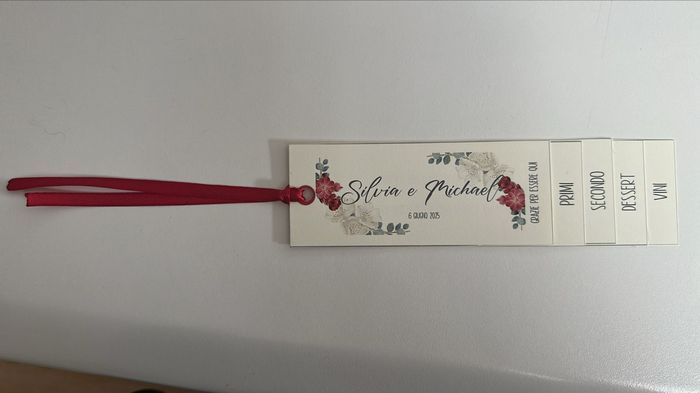 Silvia e Michael
6 GIUGNO 2025
GRAZIE PER ESSERE QUI
PRIMI
SECONDO
DESSERT
VINI